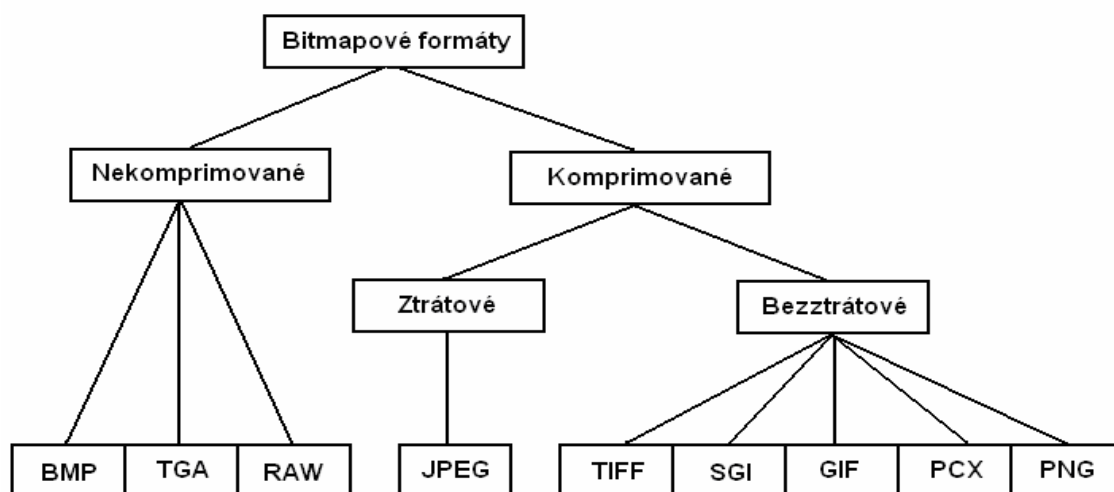 Bitmapové formáty
Nekomprimované
Komprimované
Ztrátové
Bezztrátové
BMP TGA RAW JPEG TIFF SGI GIF PCX PNG